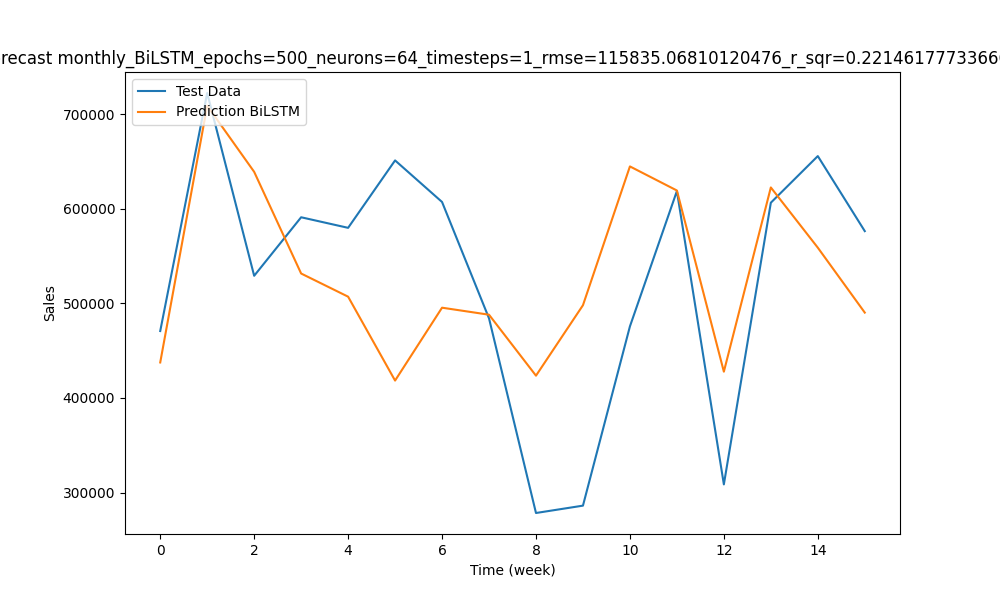 recast monthly_BiLSTM_epochs=500_neurons=64_timesteps=1_rmse=115835.06810120476_r_sqr=0.2214617773366
Test Data
Prediction BiLSTM
700000
600000
500000
400000
300000
Sales
0 2 4 6 8 10 12 14
Time (week)